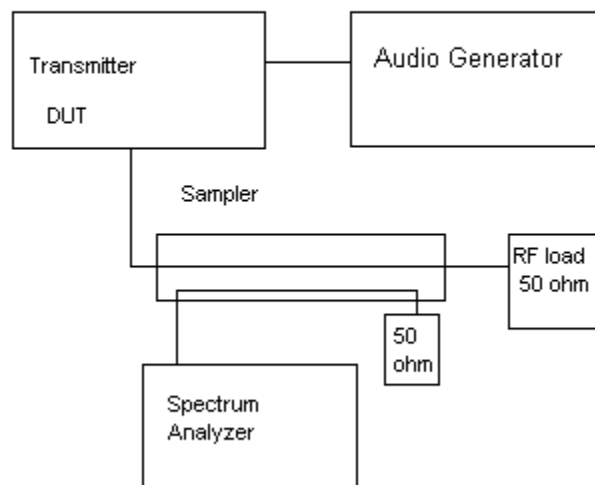 Transmitter
DUT
Audio Generator
Sampler
RF load
50 ohm
50
ohm
Spectrum
Analyzer